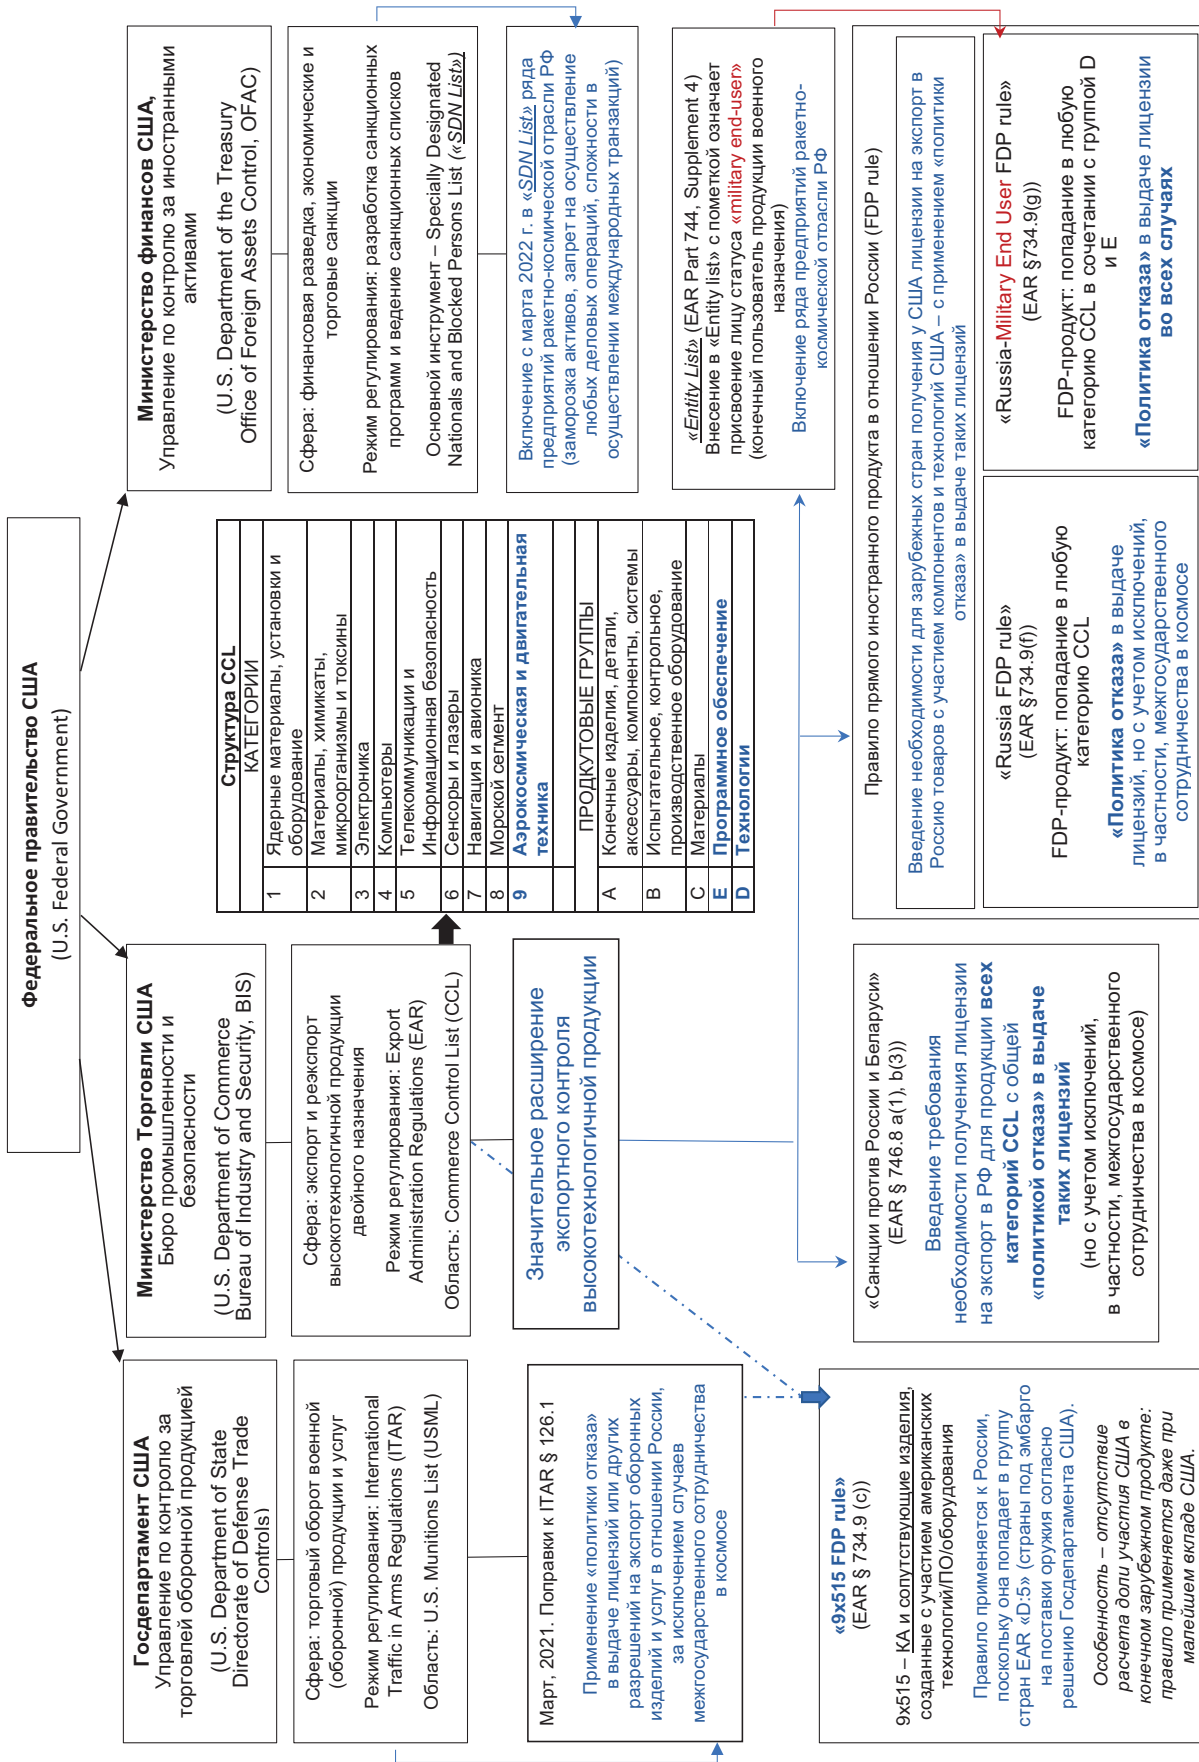 Федеральное правительство США
(U.S. Federal Government)
Госдепартамент США
Управление по контролю за
торговлей оборонной продукцией
(U.S. Department of State
Directorate of Defense Trade
Controls)
Сфера: торговый оборот военной
(оборонной) продукции и услуг
Режим регулирования: International
Traffic in Arms Regulations (ITAR)
Область: U.S. Munitions List (USML)
Март, 2021. Поправки к ITAR § 126.1
Применение «политики отказа»
в выдаче лицензий или других
разрешений на экспорт оборонных
изделий и услуг в отношении России,
за исключением случаев
межгосударственного сотрудничества
в космосе
«9x515 FDP rule»
(EAR § 734.9 (c))
9x515 – КА и сопутствующие изделия,
созданные с участием американских
технологий/ПО/оборудования
Правило применяется к России,
поскольку она попадает в группу
стран EAR «D:5» (страны под эмбарго
на поставки оружия согласно
решению Госдепартамента США).
Особенность – отсутствие
расчета доли участия США в
конечном зарубежном продукте:
правило применяется даже при
малейшем вкладе США.
Министерство Торговли США
Бюро промышленности и
безопасности
(U.S. Department of Commerce
Bureau of Industry and Security, BIS)
Сфера: экспорт и реэкспорт
высокотехнологичной продукции
двойного назначения
Режим регулирования: Export
Administration Regulations (EAR)
Область: Commerce Control List (CCL)
Значительное расширение
экспортного контроля
высокотехнологичной продукции
«Санкции против России и Беларуси»
(EAR § 746.8 a(1), b(3))
Введение требования
необходимости получения лицензии
на экспорт в РФ для продукции всех
категорий CCL с общей
«политикой отказа» в выдаче
таких лицензий
(но с учетом исключений,
в частности, межгосударственного
сотрудничества в космосе)
Структура CCL
КАТЕГОРИИ
1 Ядерные материалы, установки и
оборудование
2 Материалы, химикаты,
микроорганизмы и токсины
3 Электроника
4 Компьютеры
5 Телекоммуникации и
Информационная безопасность
6 Сенсоры и лазеры
7 Навигация и авионика
8 Морской сегмент
9 Аэрокосмическая и двигательная
техника
ПРОДКУТОВЫЕ ГРУППЫ
A Конечные изделия, детали,
аксессуары, компоненты, системы
B Испытательное, контрольное,
производственное оборудование
C Материалы
E Программное обеспечение
D Технологии
Министерство финансов США,
Управление по контролю за иностранными
активами
(U.S. Department of the Treasury
Office of Foreign Assets Control, OFAC)
Сфера: финансовая разведка, экономические и
торговые санкции
Режим регулирования: разработка санкционных
программ и ведение санкционных списков
Основной инструмент – Specially Designated
Nationals and Blocked Persons List («SDN List»)
Включение с марта 2022 г. в «SDN List» ряда
предприятий ракетно-космической отрасли РФ
(заморозка активов, запрет на осуществление
любых деловых операций, сложности в
осуществлении международных транзакций)
«Entity List» (EAR Part 744, Supplement 4)
Внесение в «Entity list» с пометкой означает
присвоение лицу статуса «military end-user»
(конечный пользователь продукции военного
назначения)
Включение ряда предприятий ракетно-
космической отрасли РФ
Правило прямого иностранного продукта в отношении России (FDP rule)
Введение необходимости для зарубежных стран получения у США лицензии на экспорт в
Россию товаров с участием компонентов и технологий США – с применением «политики
отказа» в выдаче таких лицензий
«Russia FDP rule»
(EAR §734.9(f))
FDP-продукт: попадание в любую
категорию CCL
«Политика отказа» в выдаче
лицензий, но с учетом исключений,
в частности, межгосударственного
сотрудничества в космосе
«Russia-Military End User FDP rule»
(EAR §734.9(g))
FDP-продукт: попадание в любую
категорию CCL в сочетании с группой D
и E
«Политика отказа» в выдаче лицензии
во всех случаях